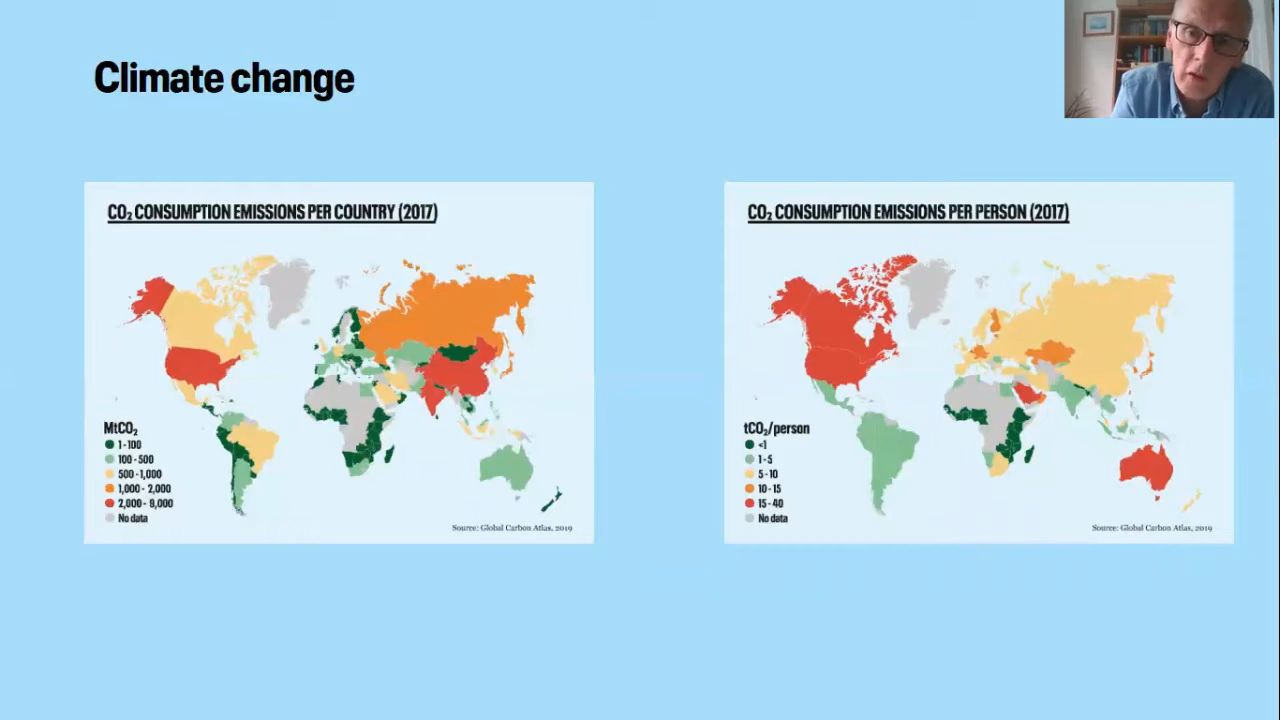 Climate change
CO₂ CONSUMPTION EMISSIONS PER COUNTRY (2017)
MtCO₂
1-100
100-500
500-1,000
1,000-2,000
2,000-8,000
No data
Source: Global Carbon Atlas, 2019
CO₂ CONSUMPTION EMISSIONS PER PERSON (2017)
tCO₂/person
<1
1-5
5-10
10-15
15-40
No data
Source: Global Carbon Atlas, 2019